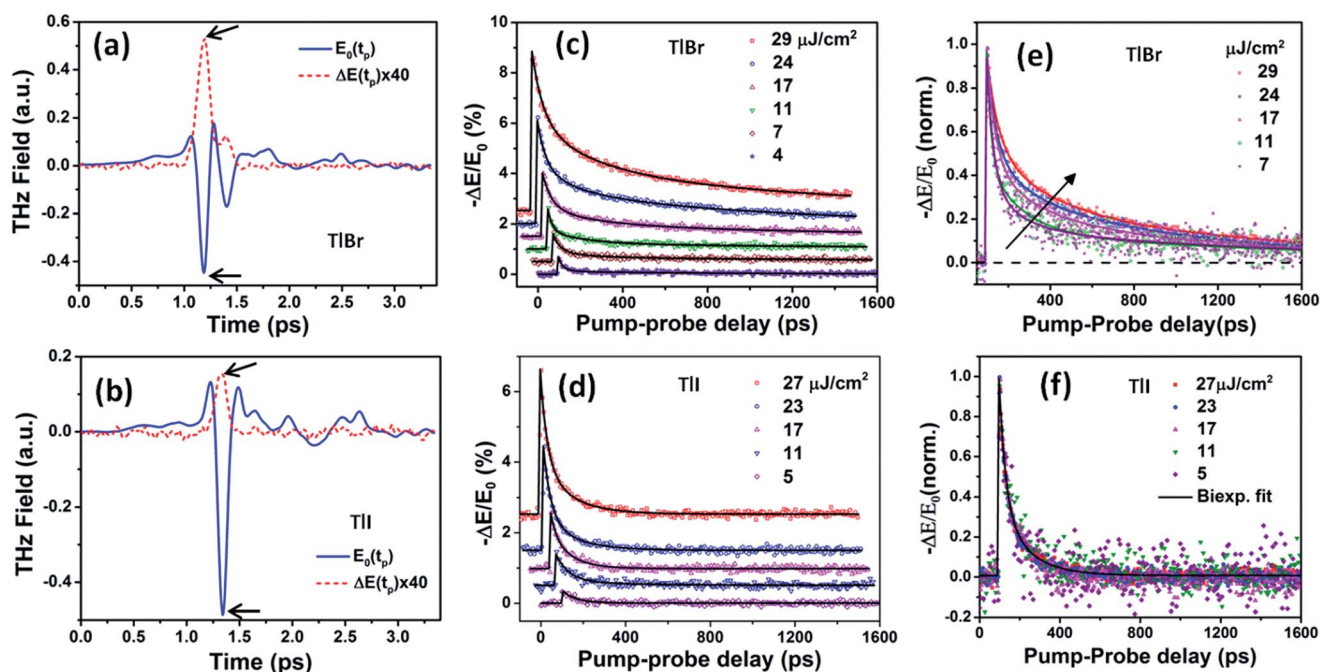 (a)
E₀(tₚ)
ΔE(tₚ)x40
TlBr
THz Field (a.u.)
0.6
0.4
0.2
0.0
-0.2
-0.4
0.0 0.5 1.0 1.5 2.0 2.5 3.0
Time (ps)
(c)
TlBr
29 μJ/cm²
24
17
11
7
4
-ΔE/E₀ (%)
10
8
6
4
2
0
0 400 800 1200 1600
Pump-probe delay (ps)
(e)
TlBr
μJ/cm²
29
24
17
11
7
-ΔE/E₀ (norm.)
1.0
0.8
0.6
0.4
0.2
0.0
400 800 1200 1600
Pump-Probe delay(ps)
(b)
TlI
E₀(tₚ)
ΔE(tₚ)x40
THz Field (a.u.)
0.2
0.0
-0.2
-0.4
0.0 0.5 1.0 1.5 2.0 2.5 3.0
Time (ps)
(d)
TlI
27 μJ/cm²
23
17
11
5
-ΔE/E₀ (%)
6
4
2
0
0 400 800 1200 1600
Pump-probe delay (ps)
(f)
TlI
27μJ/cm²
23
17
11
5
Biexp. fit
-ΔE/E₀(norm.)
1.0
0.8
0.6
0.4
0.2
0.0
-0.2
0 400 800 1200 1600
Pump-probe delay (ps)